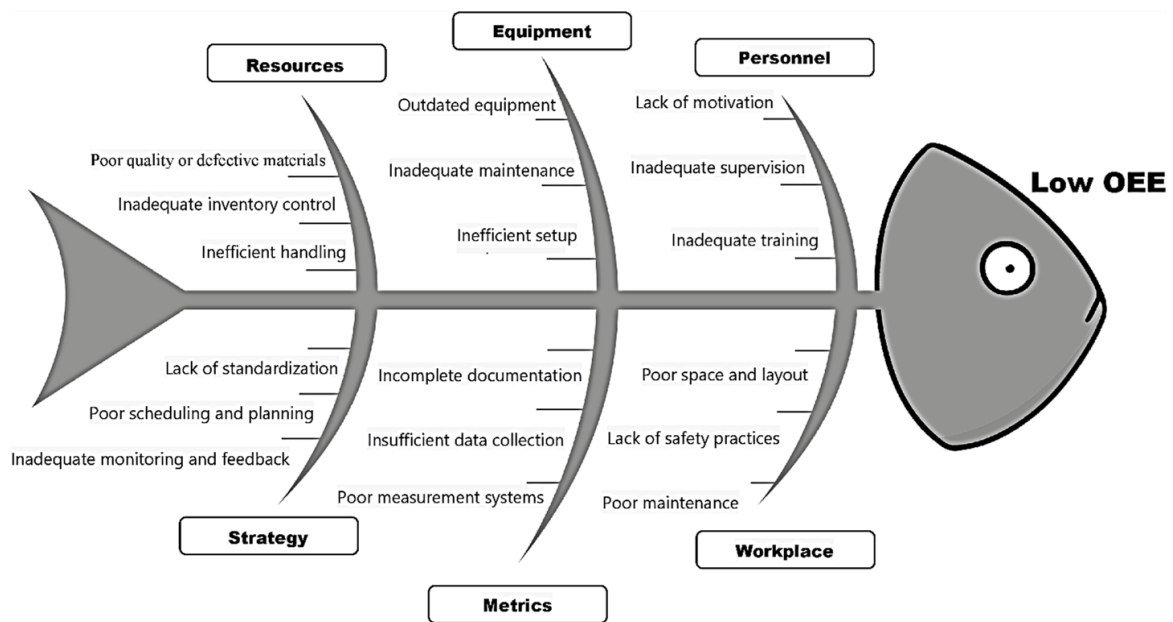 Equipment
Resources
Personnel
Outdated equipment
Lack of motivation
Poor quality or defective materials
Inadequate maintenance
Inadequate supervision
Low OEE
Inadequate inventory control
Inefficient setup
Inadequate training
Inefficient handling
Lack of standardization
Incomplete documentation
Poor space and layout
Poor scheduling and planning
Insufficient data collection
Lack of safety practices
Inadequate monitoring and feedback
Poor measurement systems
Poor maintenance
Strategy
Workplace
Metrics